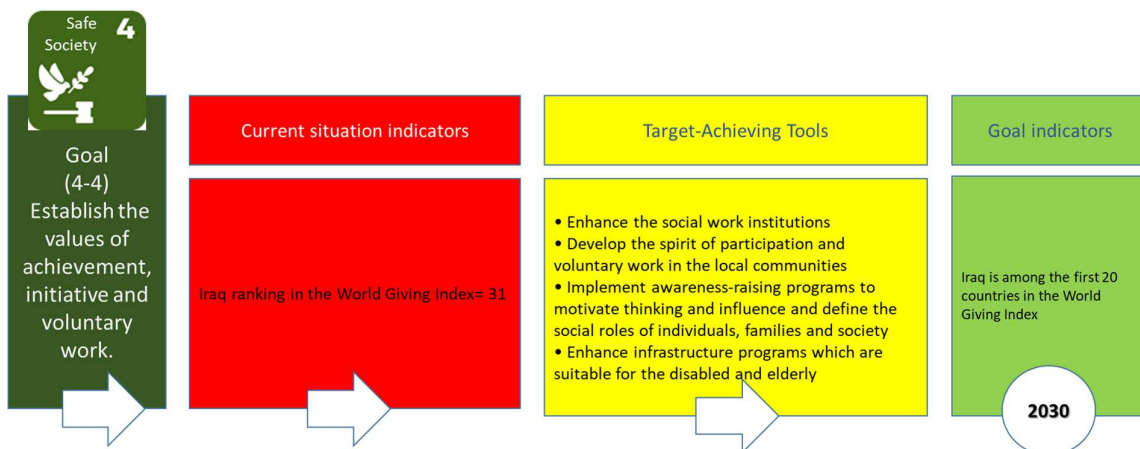 Safe
Society
4
Goal
(4-4)
Establish the
values of
achievement,
initiative and
voluntary
work.
Current situation indicators
Iraq ranking in the World Giving Index= 31
Target-Achieving Tools
• Enhance the social work institutions
• Develop the spirit of participation and
voluntary work in the local communities
• Implement awareness-raising programs to
motivate thinking and influence and define the
social roles of individuals, families and society
• Enhance infrastructure programs which are
suitable for the disabled and elderly
Goal indicators
Iraq is among the first 20
countries in the World
Giving Index
2030